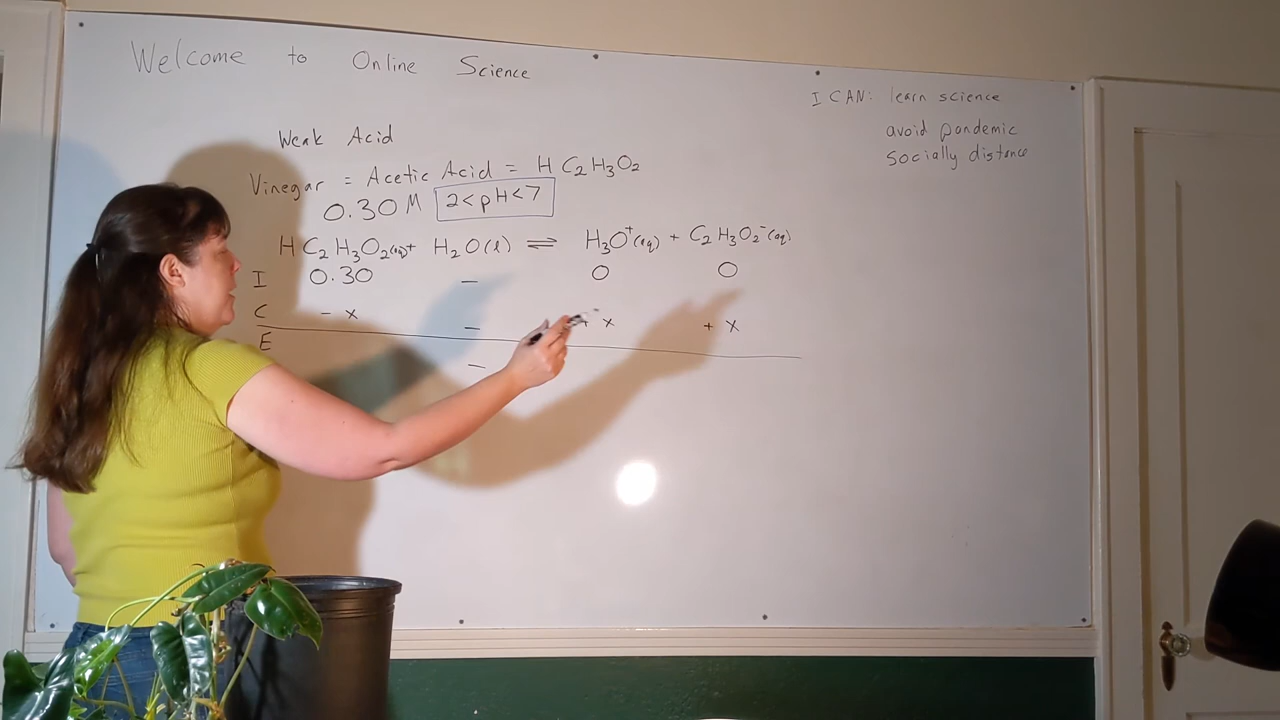 Welcome to Online Science
I CAN: learn science
avoid pandemic
socially distance
Weak Acid
Vinegar = Acetic Acid = HC₂H₃O₂
0.30 M 2<pH<7
HC₂H₃O₂(aq) + H₂O(l) ⇌ H₃O⁺(aq) + C₂H₃O₂⁻(aq)
I 0.30 — 0 0
C - x — + x + x
E —